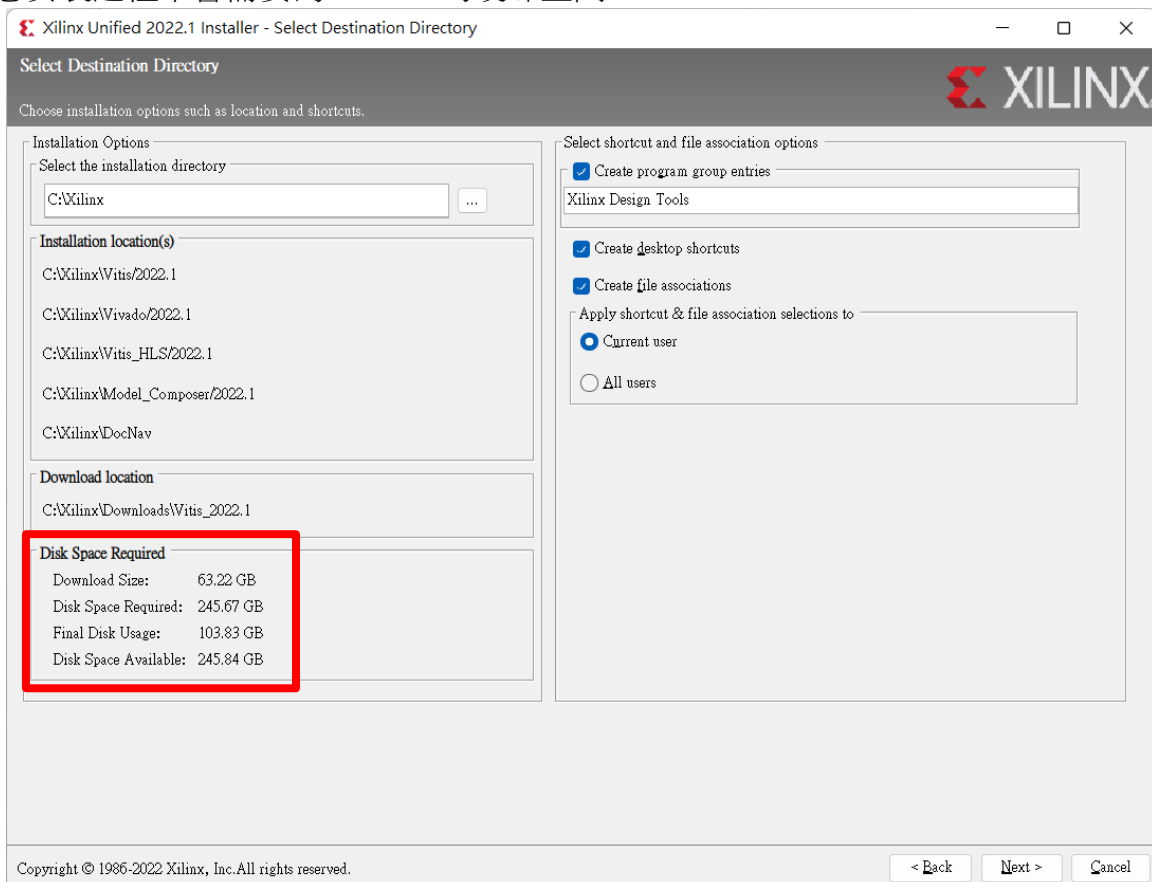 Xilinx Unified 2022.1 Installer - Select Destination Directory
Select Destination Directory
Choose installation options such as location and shortcuts.
XILINX
Installation Options
Select the installation directory
C:\Xilinx
...
Installation location(s)
C:\Xilinx\Vitis/2022.1
C:\Xilinx\Vivado/2022.1
C:\Xilinx\Vitis_HLS/2022.1
C:\Xilinx\Model_Composer/2022.1
C:\Xilinx\DocNav
Download location
C:\Xilinx\Downloads\Vitis_2022.1
Disk Space Required
Download Size: 63.22 GB
Disk Space Required: 245.67 GB
Final Disk Usage: 103.83 GB
Disk Space Available: 245.84 GB
Select shortcut and file association options
Create program group entries
Xilinx Design Tools
Create desktop shortcuts
Create file associations
Apply shortcut & file association selections to
Current user
All users
Copyright © 1986-2022 Xilinx, Inc.All rights reserved.
< Back Next > Cancel